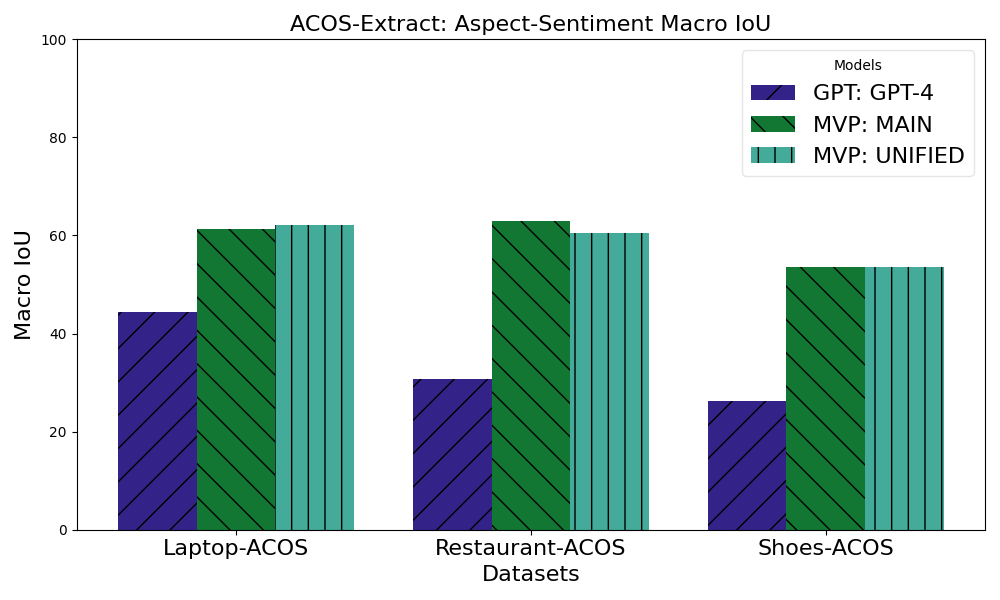 ACOS-Extract: Aspect-Sentiment Macro IoU
100
80
60
40
20
0
Macro IoU
Models
GPT: GPT-4
MVP: MAIN
MVP: UNIFIED
Laptop-ACOS
Restaurant-ACOS
Shoes-ACOS
Datasets